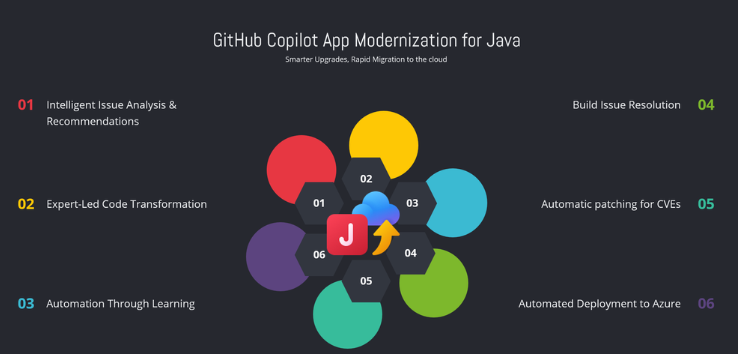 GitHub Copilot App Modernization for Java
Smarter Upgrades, Rapid Migration to the cloud
01 Intelligent Issue Analysis &
Recommendations
02 Expert-Led Code Transformation
03 Automation Through Learning
01
02
03
04
05
06
J
Build Issue Resolution 04
Automatic patching for CVEs 05
Automated Deployment to Azure 06